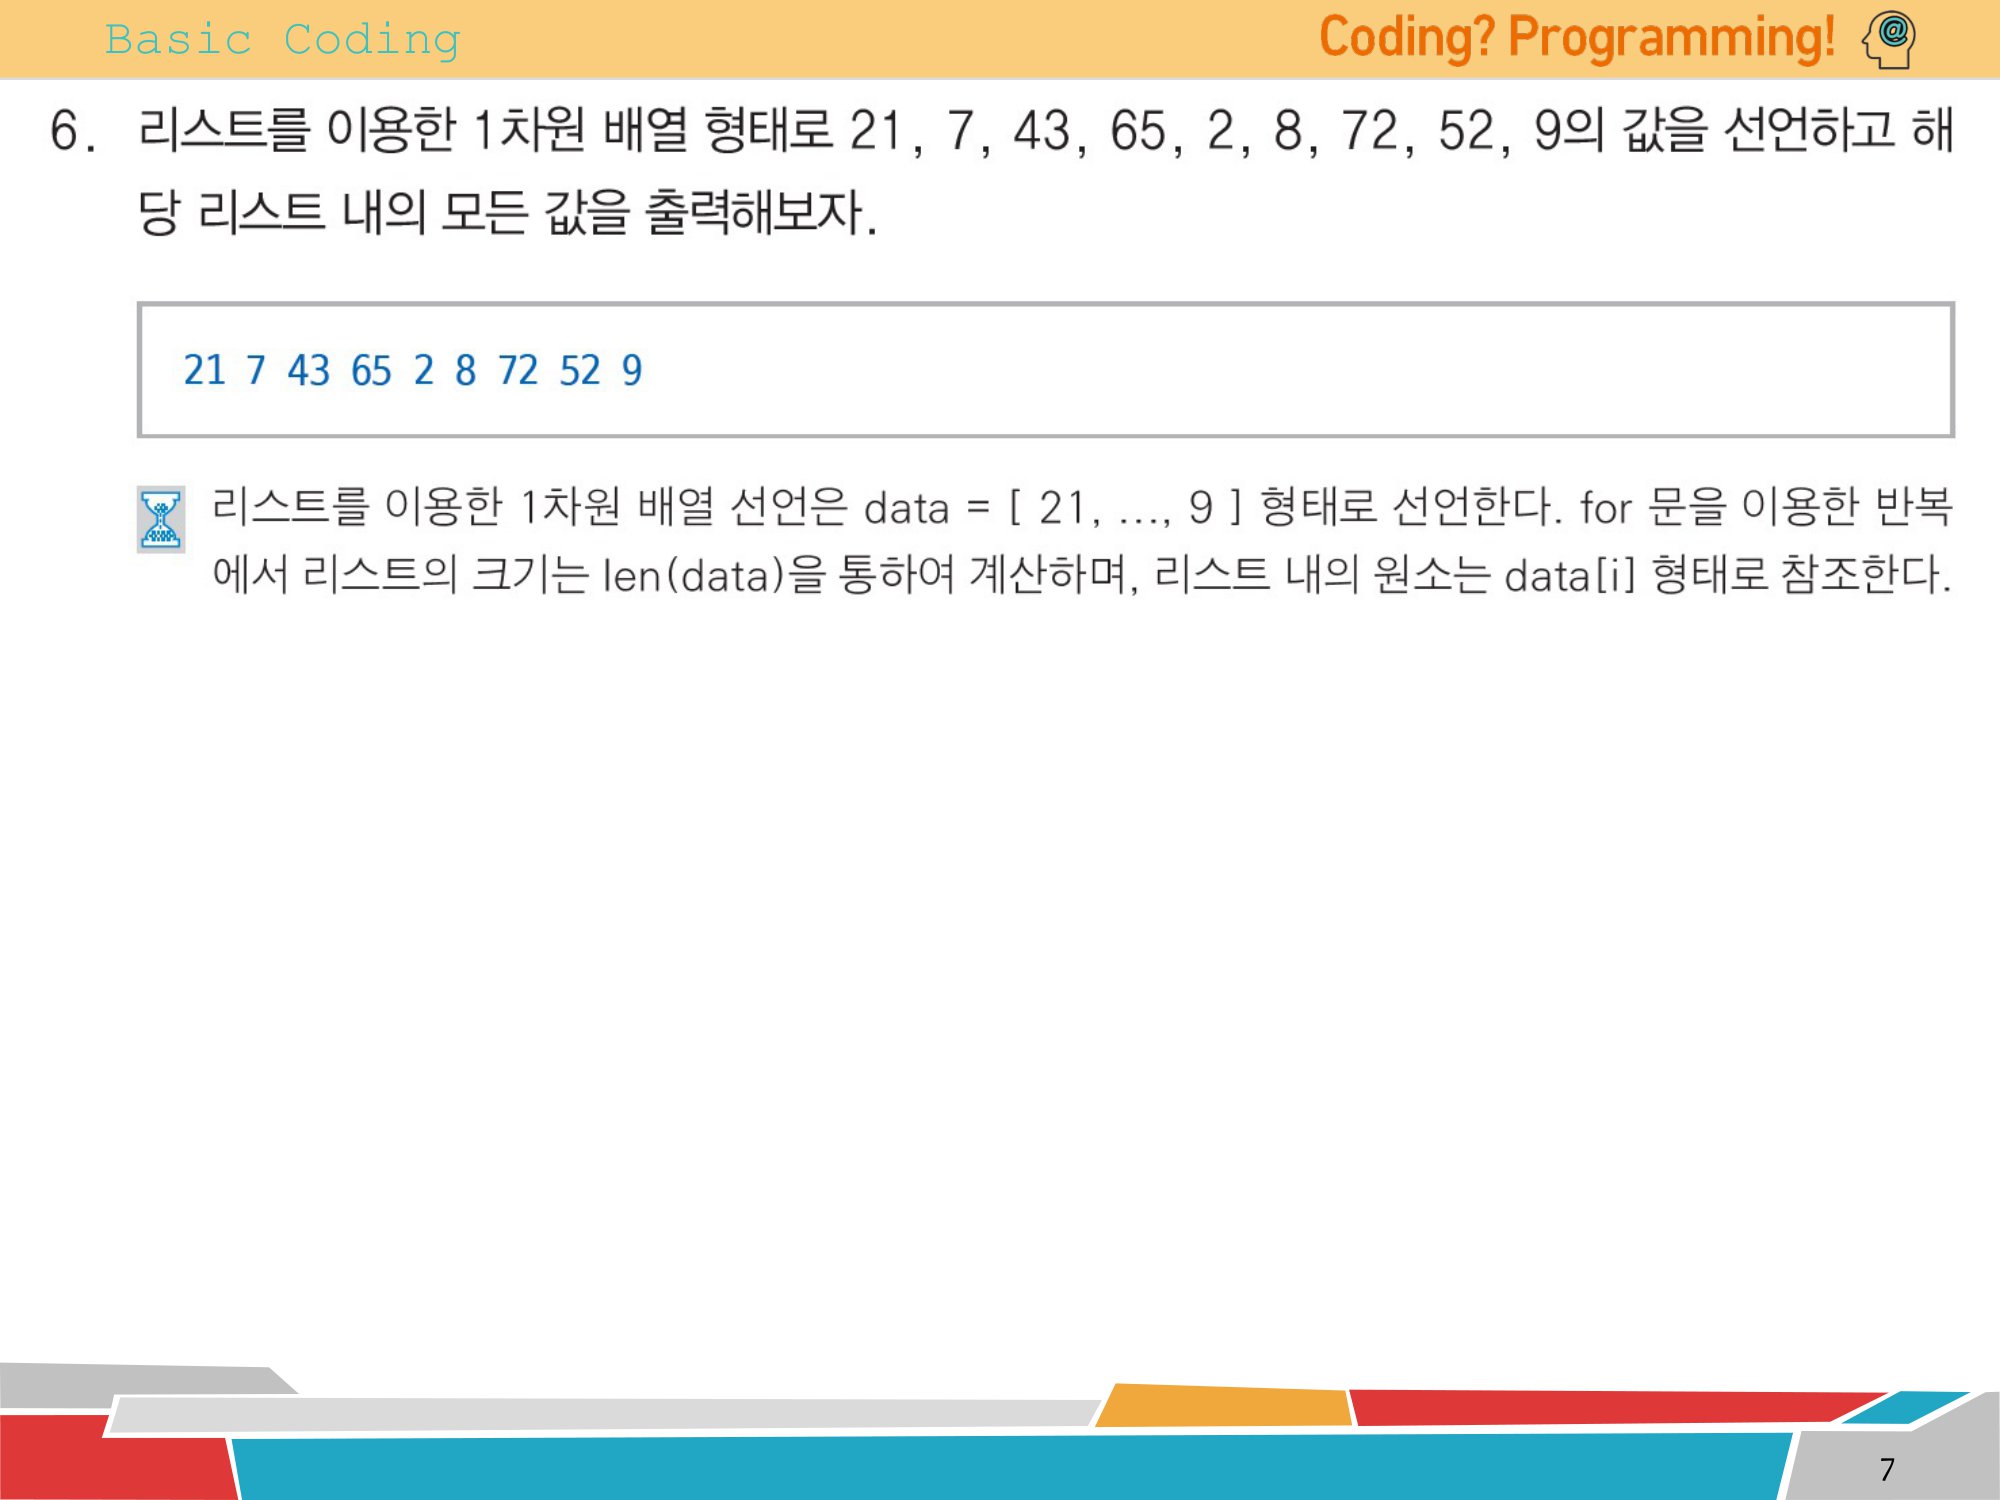 Basic Coding
Coding? Programming!
6. 리스트를 이용한 1차원 배열 형태로 21, 7, 43, 65, 2, 8, 72, 52, 9의 값을 선언하고 해
당 리스트 내의 모든 값을 출력해보자.
21 7 43 65 2 8 72 52 9
리스트를 이용한 1차원 배열 선언은 data = [ 21, ..., 9 ] 형태로 선언한다. for 문을 이용한 반복
에서 리스트의 크기는 len(data)을 통하여 계산하며, 리스트 내의 원소는 data[i] 형태로 참조한다.
7